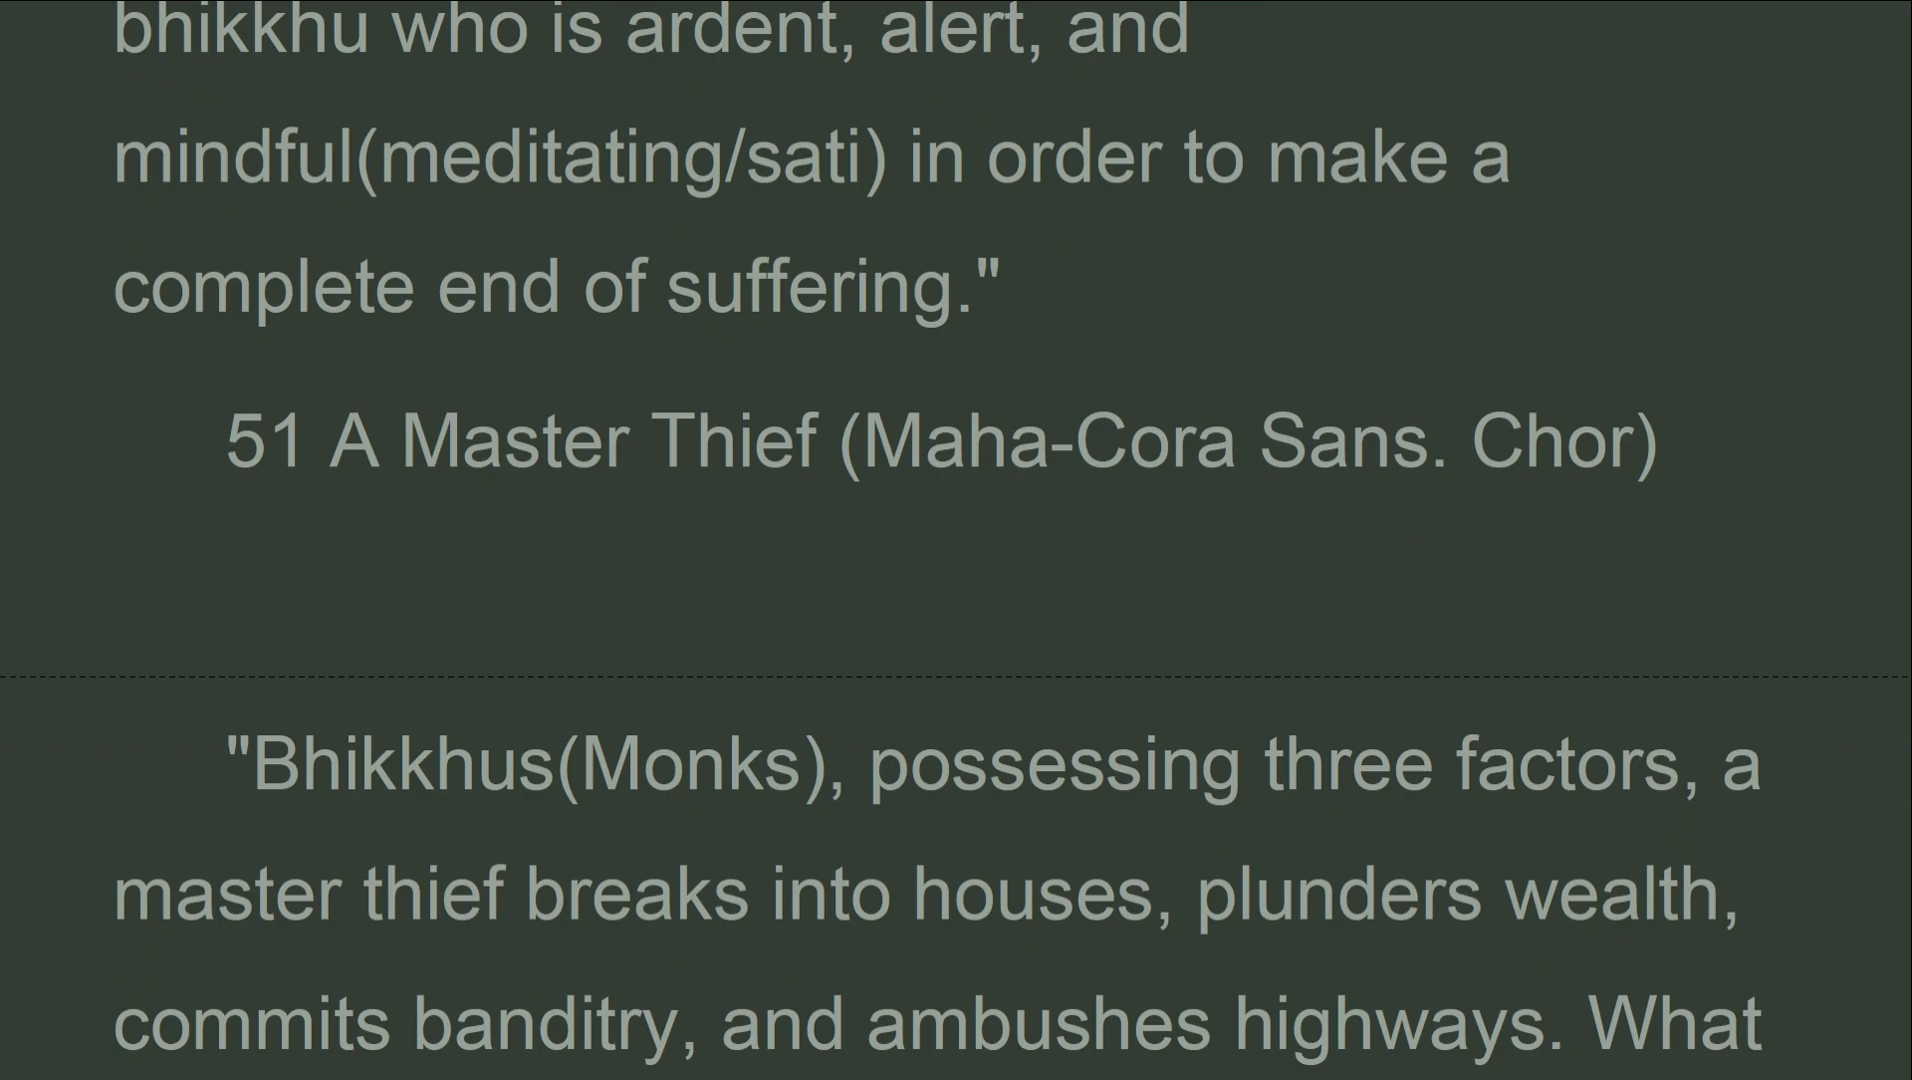 bhikkhu who is ardent, alert, and
mindful(meditating/sati) in order to make a
complete end of suffering."
51 A Master Thief (Maha-Cora Sans. Chor)
"Bhikkhus(Monks), possessing three factors, a
master thief breaks into houses, plunders wealth,
commits banditry, and ambushes highways. What